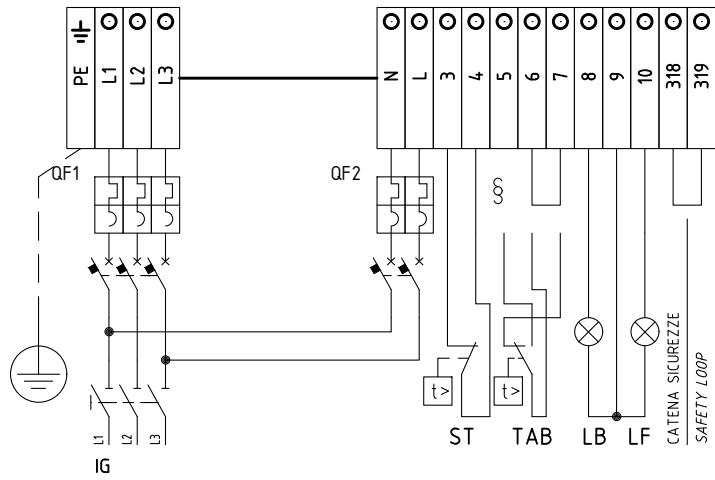 PE L1 L2 L3 N L 3 4 5 6 7 8 9 10 318 319
QF1 QF2
§
t> t>
ST TAB LB LF
CATENA SICUREZZE
SAFETY LOOP
L1 L2 L3
IG